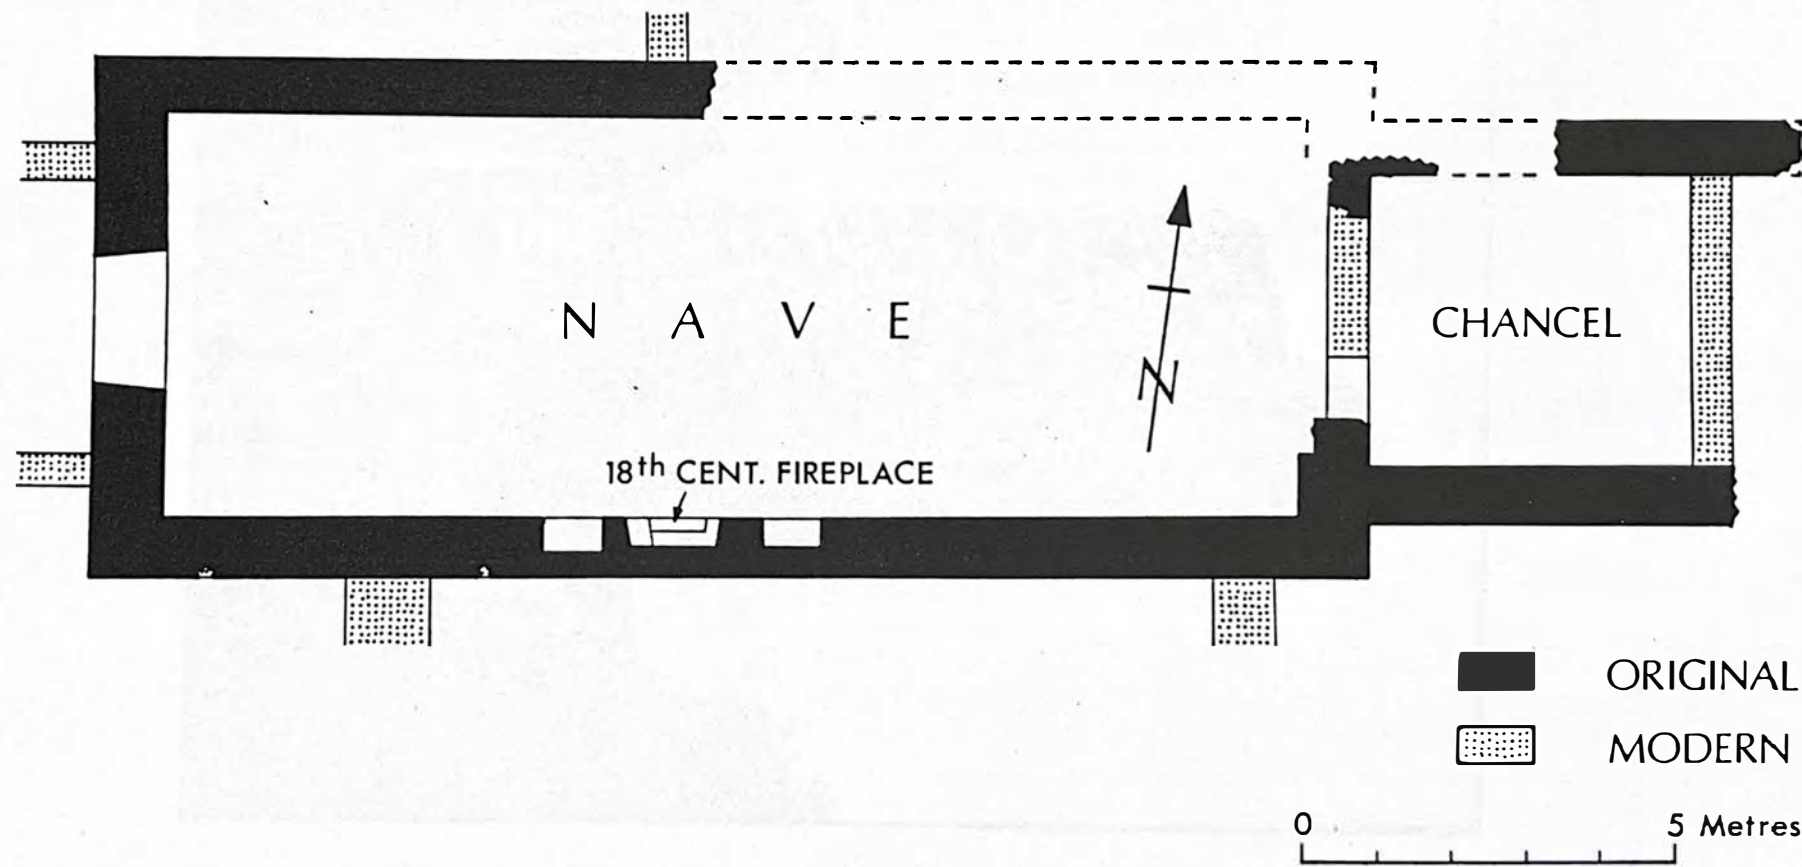 N A V E
CHANCEL
N
18th CENT. FIREPLACE
ORIGINAL
MODERN
0 5 Metres